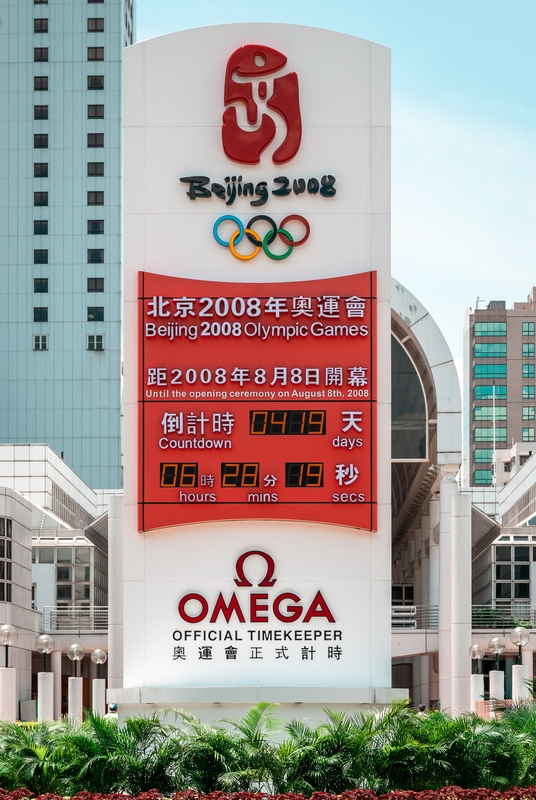 Beijing 2008
北京2008年奧運會
Beijing 2008 Olympic Games
距2008年8月8日開幕
Until the opening ceremony on August 8th, 2008
倒計時 0419 天
Countdown days
06 時 28 分 19 秒
hours mins secs
Ω
OMEGA
OFFICIAL TIMEKEEPER
奧運會正式計時